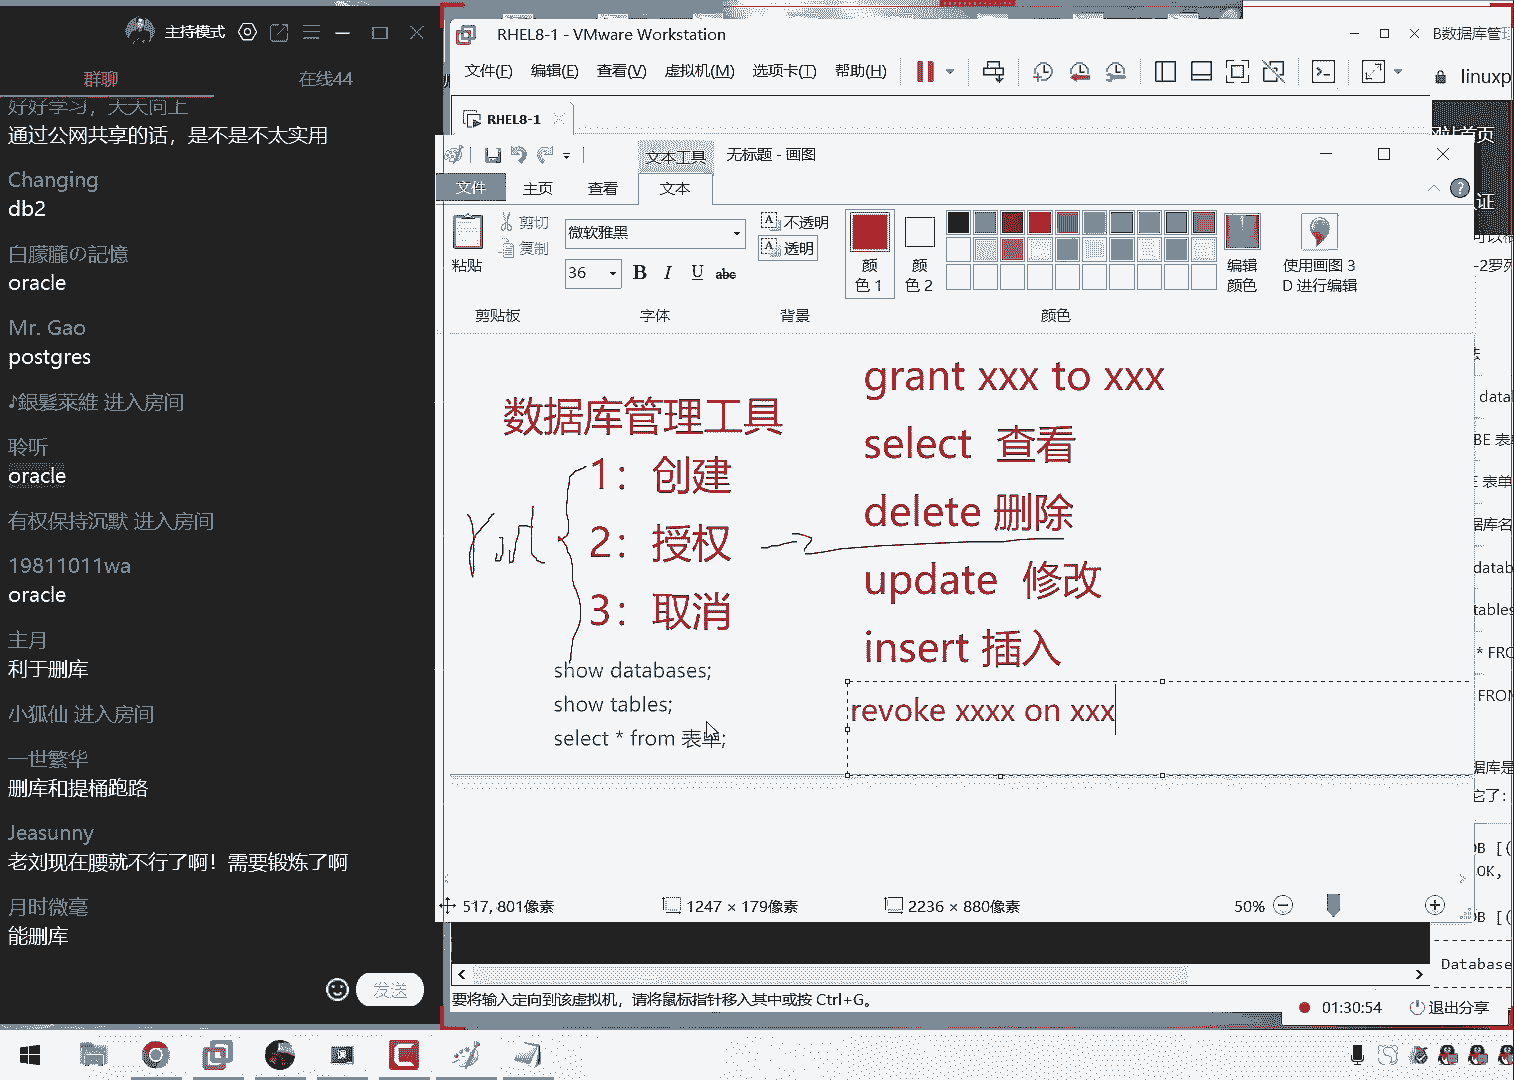 主持模式
群聊
在线44
好好学习，天天向上
通过公网共享的话，是不是不太实用
Changing
db2
白朦朧の記憶
oracle
Mr. Gao
postgres
♪銀髮萊維 进入房间
聆听
oracle
有权保持沉默 进入房间
19811011wa
oracle
主月
利于删库
小狐仙 进入房间
一世繁华
删库和提桶跑路
Jeasunny
老刘现在腰就不行了啊！需要锻炼了啊
月时微毫
能删库
发送
RHEL8-1 - VMware Workstation
B数据库管理
文件(F) 编辑(E) 查看(V) 虚拟机(M) 选项卡(T) 帮助(H)
linuxp
RHEL8-1
网站首页
文本工具
无标题 - 画图
文件 主页 查看 文本
证
粘贴
剪切
复制
微软雅黑
36
B I U abc
不透明
透明
颜色 1
颜色 2
编辑颜色
使用画图 3D 进行编辑
剪贴板
字体
背景
颜色
数据库管理工具
root
1：创建
2：授权
3：取消
show databases;
show tables;
select * from 表单;
grant xxx to xxx
select 查看
delete 删除
update 修改
insert 插入
revoke xxxx on xxx
517, 801像素
1247 × 179像素
2236 × 880像素
50%
要将输入定向到该虚拟机，请将鼠标指针移入其中或按 Ctrl+G。
Database
01:30:54
退出分享